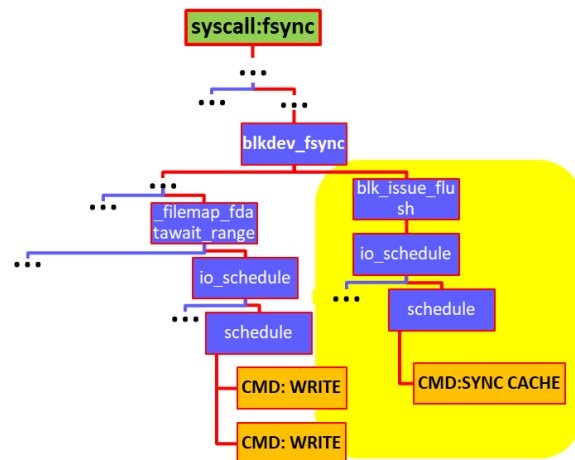 syscall:fsync
...
... ...
blkdev_fsync
...
...
_filemap_fda
tawait_range
...
io_schedule
...
schedule
CMD: WRITE
CMD: WRITE
blk_issue_flu
sh
io_schedule
...
schedule
CMD:SYNC CACHE